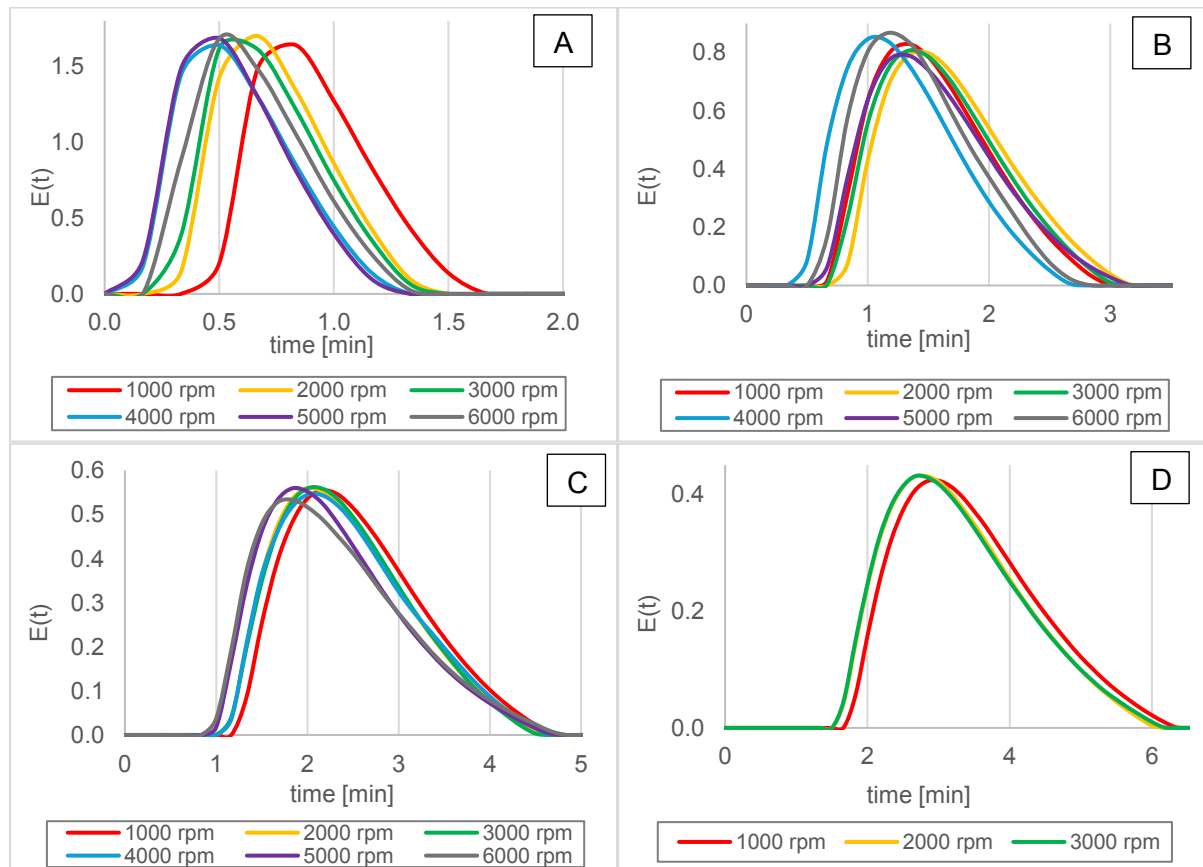 A
E(t)
1.5
1.0
0.5
0.0
0.0 0.5 1.0 1.5 2.0
time [min]
1000 rpm 2000 rpm 3000 rpm
4000 rpm 5000 rpm 6000 rpm
B
E(t)
0.8
0.6
0.4
0.2
0.0
0 1 2 3
time [min]
1000 rpm 2000 rpm 3000 rpm
4000 rpm 5000 rpm 6000 rpm
C
E(t)
0.6
0.5
0.4
0.3
0.2
0.1
0.0
0 1 2 3 4 5
time [min]
1000 rpm 2000 rpm 3000 rpm
4000 rpm 5000 rpm 6000 rpm
D
E(t)
0.4
0.2
0.0
0 2 4 6
time [min]
1000 rpm 2000 rpm 3000 rpm